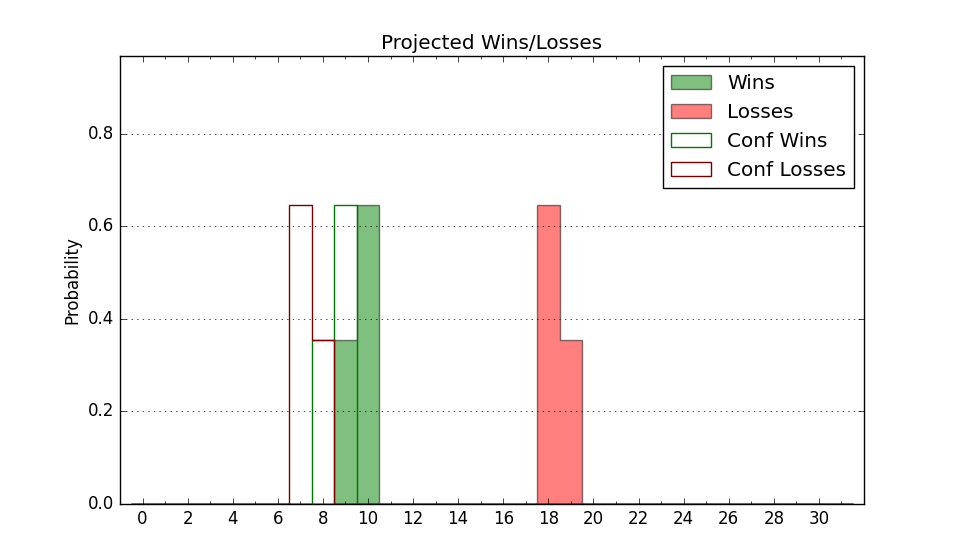 Projected Wins/Losses
Wins
Losses
Conf Wins
Conf Losses
Probability
0.8
0.6
0.4
0.2
0.0
0 2 4 6 8 10 12 14 16 18 20 22 24 26 28 30